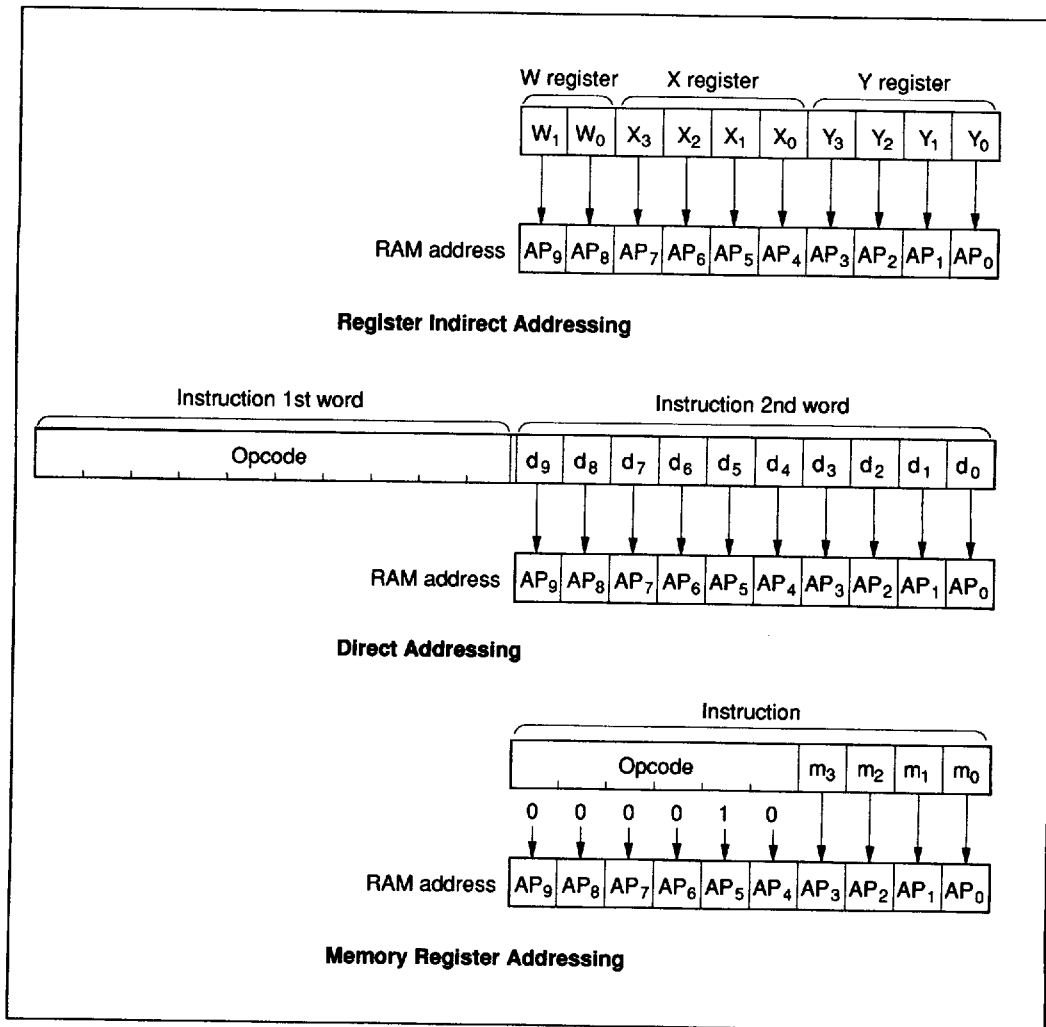 W register X register Y register
W1 W0 X3 X2 X1 X0 Y3 Y2 Y1 Y0
RAM address AP9 AP8 AP7 AP6 AP5 AP4 AP3 AP2 AP1 AP0
Register Indirect Addressing
Instruction 1st word Instruction 2nd word
Opcode d9 d8 d7 d6 d5 d4 d3 d2 d1 d0
RAM address AP9 AP8 AP7 AP6 AP5 AP4 AP3 AP2 AP1 AP0
Direct Addressing
Instruction
Opcode m3 m2 m1 m0
0 0 0 0 1 0
RAM address AP9 AP8 AP7 AP6 AP5 AP4 AP3 AP2 AP1 AP0
Memory Register Addressing